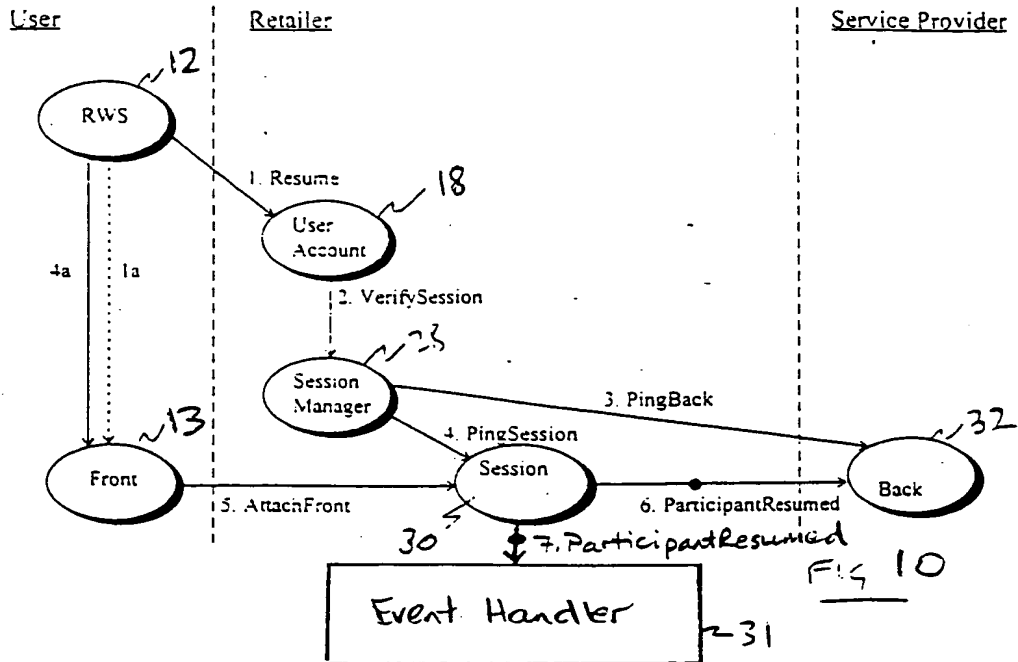 User
Retailer
Service Provider
12
RWS
1. Resume
18
User
Account
4a
1a
2. VerifySession
Session
Manager
3. PingBack
13
4. PingSession
32
Front
Session
Back
5. AttachFront
6. ParticipantResumed
30
7. ParticipantResumed
Fig 10
Event Handler
31